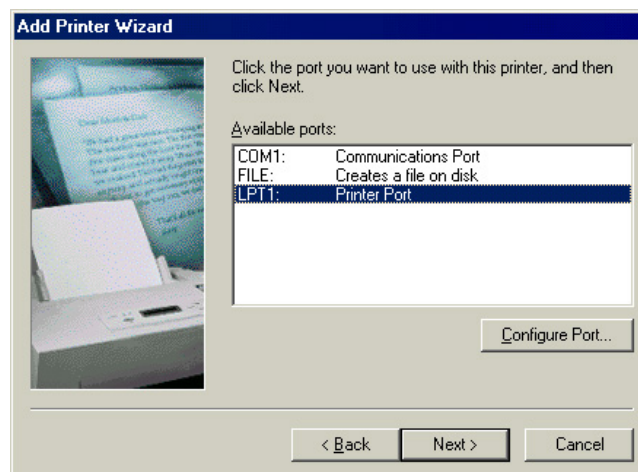 Add Printer Wizard
Click the port you want to use with this printer, and then
click Next.
Available ports:
COM1: Communications Port
FILE: Creates a file on disk
LPT1: Printer Port
Configure Port...
< Back Next > Cancel